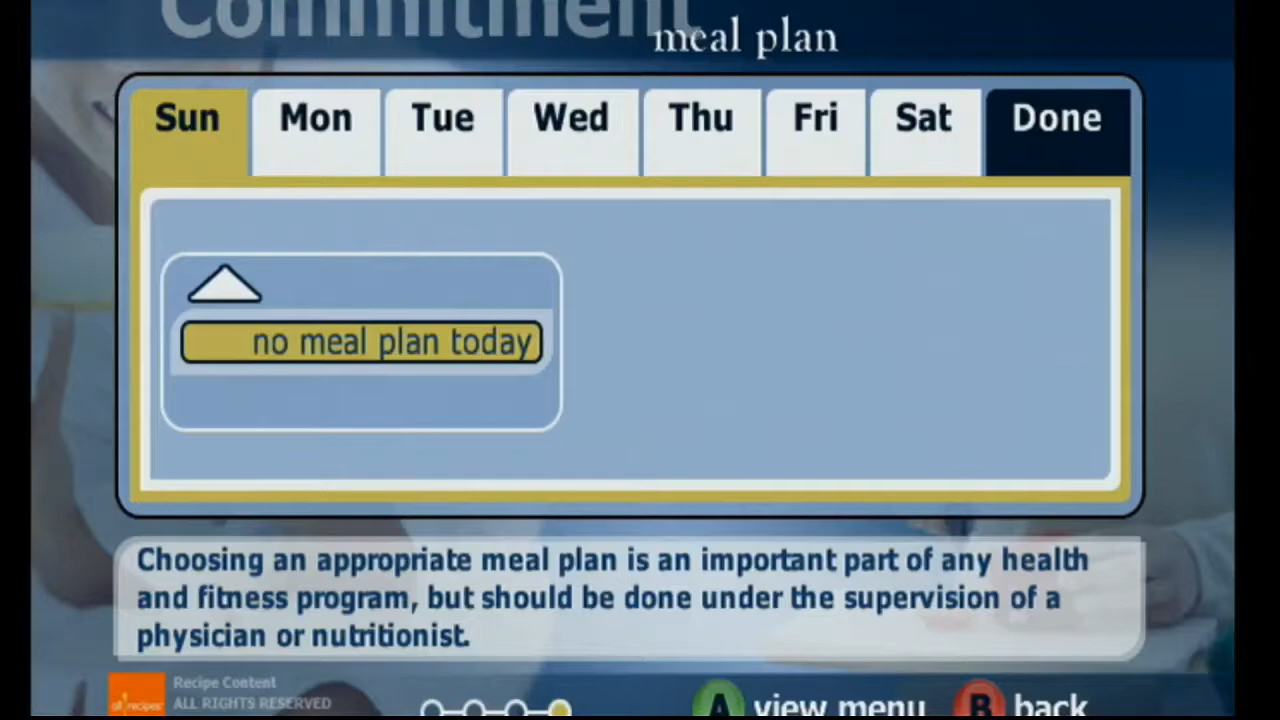 Commitment
meal plan
Sun Mon Tue Wed Thu Fri Sat Done
no meal plan today
Choosing an appropriate meal plan is an important part of any health
and fitness program, but should be done under the supervision of a
physician or nutritionist.
allrecipes
Recipe Content
ALL RIGHTS RESERVED
A view menu B back